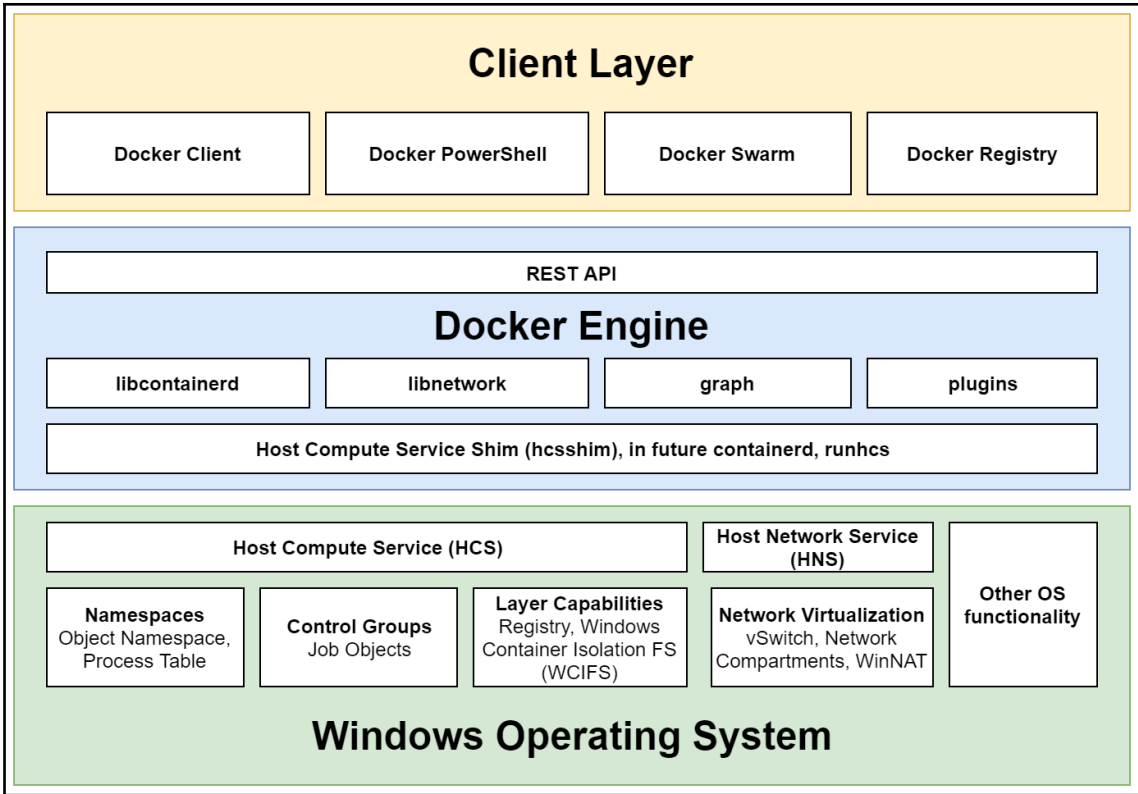 Client Layer
Docker Client
Docker PowerShell
Docker Swarm
Docker Registry
REST API
Docker Engine
libcontainerd
libnetwork
graph
plugins
Host Compute Service Shim (hcsshim), in future containerd, runhcs
Host Compute Service (HCS)
Host Network Service
(HNS)
Other OS
functionality
Namespaces
Object Namespace,
Process Table
Control Groups
Job Objects
Layer Capabilities
Registry, Windows
Container Isolation FS
(WCIFS)
Network Virtualization
vSwitch, Network
Compartments, WinNAT
Windows Operating System